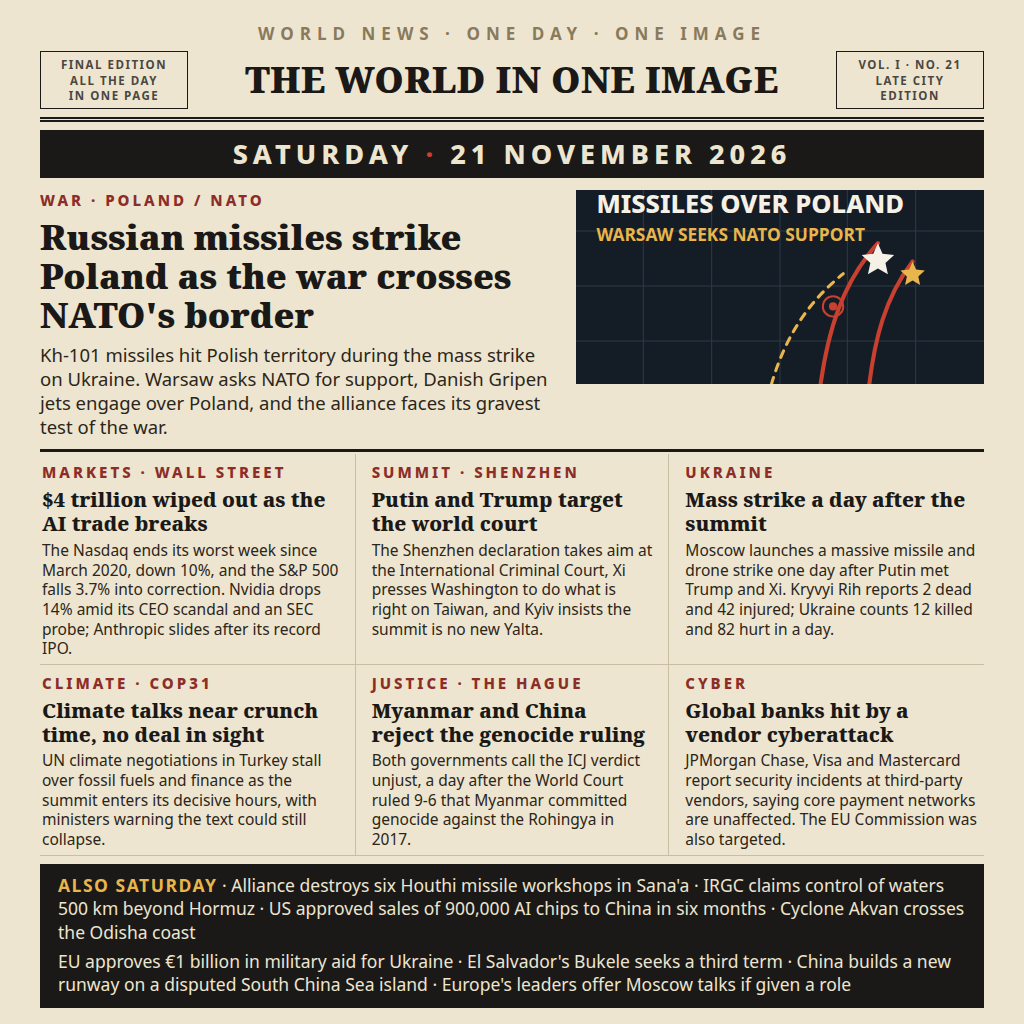 WORLD NEWS · ONE DAY · ONE IMAGE
FINAL EDITION
ALL THE DAY
IN ONE PAGE
THE WORLD IN ONE IMAGE
VOL. I · NO. 21
LATE CITY
EDITION
SATURDAY · 21 NOVEMBER 2026
WAR · POLAND / NATO
Russian missiles strike
Poland as the war crosses
NATO's border
Kh-101 missiles hit Polish territory during the mass strike
on Ukraine. Warsaw asks NATO for support, Danish Gripen
jets engage over Poland, and the alliance faces its gravest
test of the war.
MISSILES OVER POLAND
WARSAW SEEKS NATO SUPPORT
MARKETS · WALL STREET
$4 trillion wiped out as the
AI trade breaks
The Nasdaq ends its worst week since
March 2020, down 10%, and the S&P 500
falls 3.7% into correction. Nvidia drops
14% amid its CEO scandal and an SEC
probe; Anthropic slides after its record
IPO.
SUMMIT · SHENZHEN
Putin and Trump target
the world court
The Shenzhen declaration takes aim at
the International Criminal Court, Xi
presses Washington to do what is
right on Taiwan, and Kyiv insists the
summit is no new Yalta.
UKRAINE
Mass strike a day after the
summit
Moscow launches a massive missile and
drone strike one day after Putin met
Trump and Xi. Kryvyi Rih reports 2 dead
and 42 injured; Ukraine counts 12 killed
and 82 hurt in a day.
CLIMATE · COP31
Climate talks near crunch
time, no deal in sight
UN climate negotiations in Turkey stall
over fossil fuels and finance as the
summit enters its decisive hours, with
ministers warning the text could still
collapse.
JUSTICE · THE HAGUE
Myanmar and China
reject the genocide ruling
Both governments call the ICJ verdict
unjust, a day after the World Court
ruled 9-6 that Myanmar committed
genocide against the Rohingya in
2017.
CYBER
Global banks hit by a
vendor cyberattack
JPMorgan Chase, Visa and Mastercard
report security incidents at third-party
vendors, saying core payment networks
are unaffected. The EU Commission was
also targeted.
ALSO SATURDAY · Alliance destroys six Houthi missile workshops in Sana'a · IRGC claims control of waters
500 km beyond Hormuz · US approved sales of 900,000 AI chips to China in six months · Cyclone Akvan crosses
the Odisha coast
EU approves €1 billion in military aid for Ukraine · El Salvador's Bukele seeks a third term · China builds a new
runway on a disputed South China Sea island · Europe's leaders offer Moscow talks if given a role